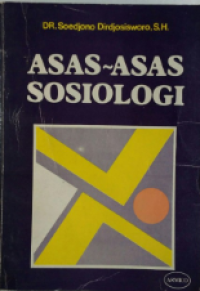 DR. Soedjono Dirdjosisworo, S.H.
ASAS~ASAS
SOSIOLOGI